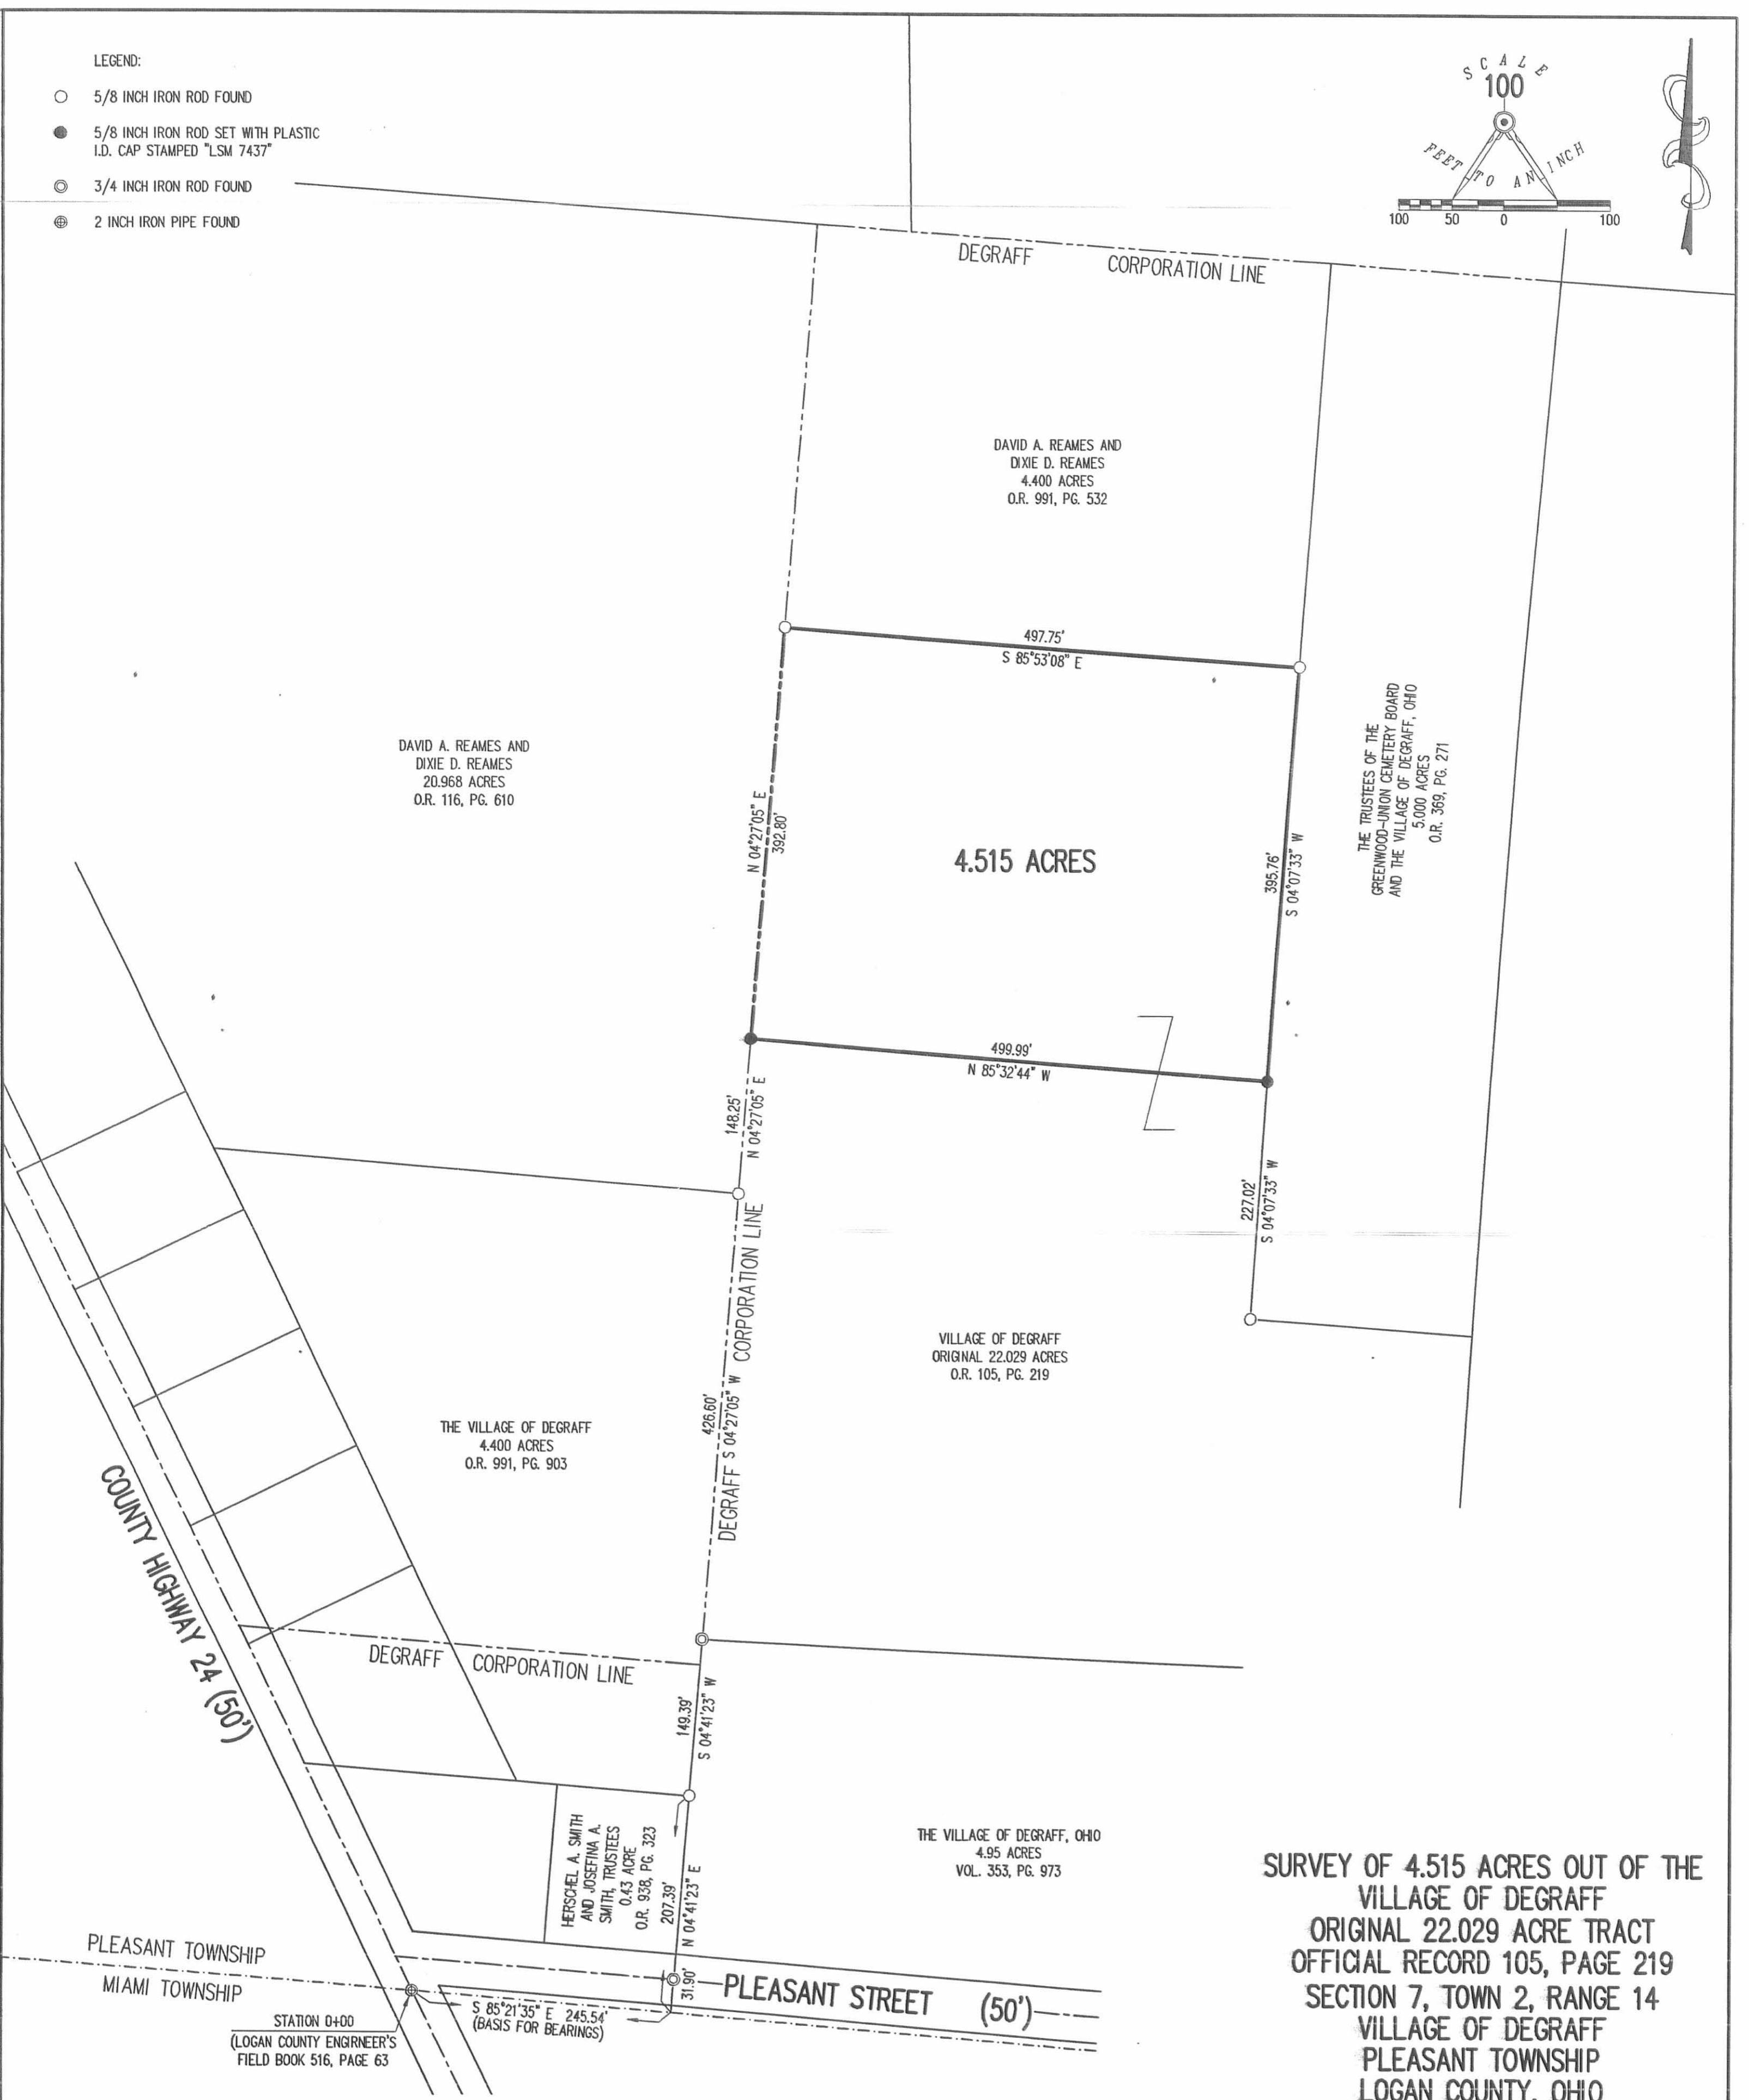 LEGEND:
5/8 INCH IRON ROD FOUND
5/8 INCH IRON ROD SET WITH PLASTIC
I.D. CAP STAMPED "LSM 7437"
3/4 INCH IRON ROD FOUND
2 INCH IRON PIPE FOUND
SCALE
100
FEET TO AN INCH
100 50 0 100
DEGRAFF CORPORATION LINE
DAVID A. REAMES AND
DIXIE D. REAMES
4.400 ACRES
O.R. 991, PG. 532
497.75'
S 85°53'08" E
DAVID A. REAMES AND
DIXIE D. REAMES
20.968 ACRES
O.R. 116, PG. 610
N 04°27'05" E
392.80'
4.515 ACRES
395.76'
S 04°07'33" W
THE TRUSTEES OF THE
GREENWOOD-UNION CEMETERY BOARD
AND THE VILLAGE OF DEGRAFF, OHIO
5.000 ACRES
O.R. 369, PG. 271
499.99'
N 85°32'44" W
148.25'
N 04°27'05" E
227.02'
S 04°07'33" W
VILLAGE OF DEGRAFF
ORIGINAL 22.029 ACRES
O.R. 105, PG. 219
426.60'
S 04°27'05" W
DEGRAFF CORPORATION LINE
THE VILLAGE OF DEGRAFF
4.400 ACRES
O.R. 991, PG. 903
COUNTY HIGHWAY 24 (50')
DEGRAFF CORPORATION LINE
149.39'
S 04°41'23" W
HERSCHEL A. SMITH
AND JOSEFINA A.
SMITH, TRUSTEES
0.43 ACRE
O.R. 938, PG. 323
207.39'
N 04°41'23" E
THE VILLAGE OF DEGRAFF, OHIO
4.95 ACRES
VOL. 353, PG. 973
PLEASANT TOWNSHIP
MIAMI TOWNSHIP
STATION 0+00
(LOGAN COUNTY ENGIRNEER'S
FIELD BOOK 516, PAGE 63
S 85°21'35" E 245.54'
(BASIS FOR BEARINGS)
31.90'
PLEASANT STREET (50')
SURVEY OF 4.515 ACRES OUT OF THE
VILLAGE OF DEGRAFF
ORIGINAL 22.029 ACRE TRACT
OFFICIAL RECORD 105, PAGE 219
SECTION 7, TOWN 2, RANGE 14
VILLAGE OF DEGRAFF
PLEASANT TOWNSHIP
LOGAN COUNTY, OHIO